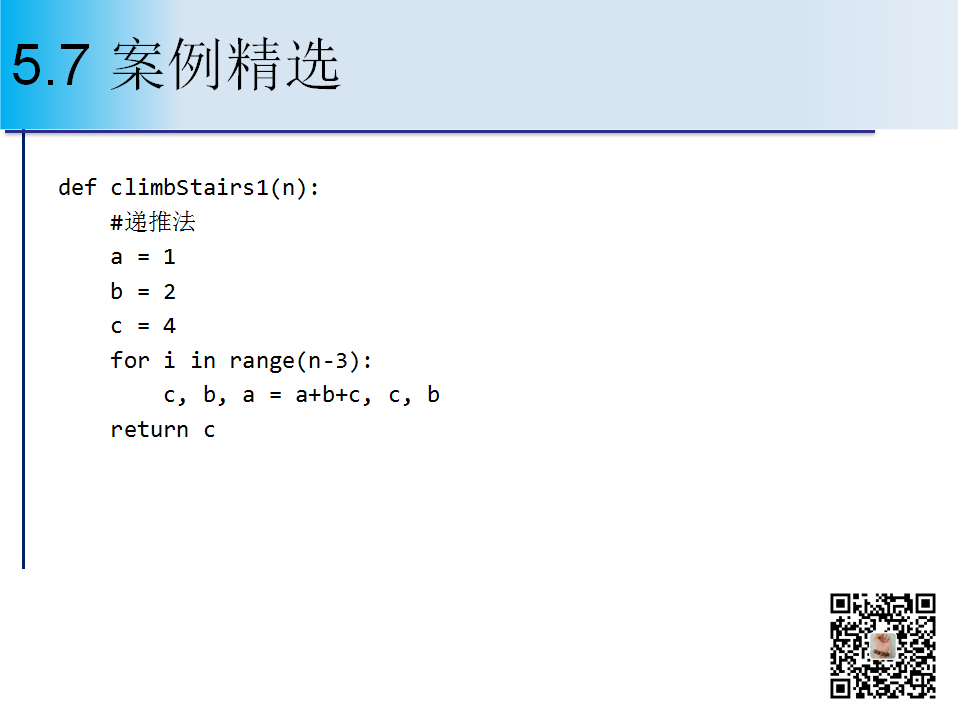 5.7 案例精选
def climbStairs1(n):
    #递推法
    a = 1
    b = 2
    c = 4
    for i in range(n-3):
        c, b, a = a+b+c, c, b
    return c